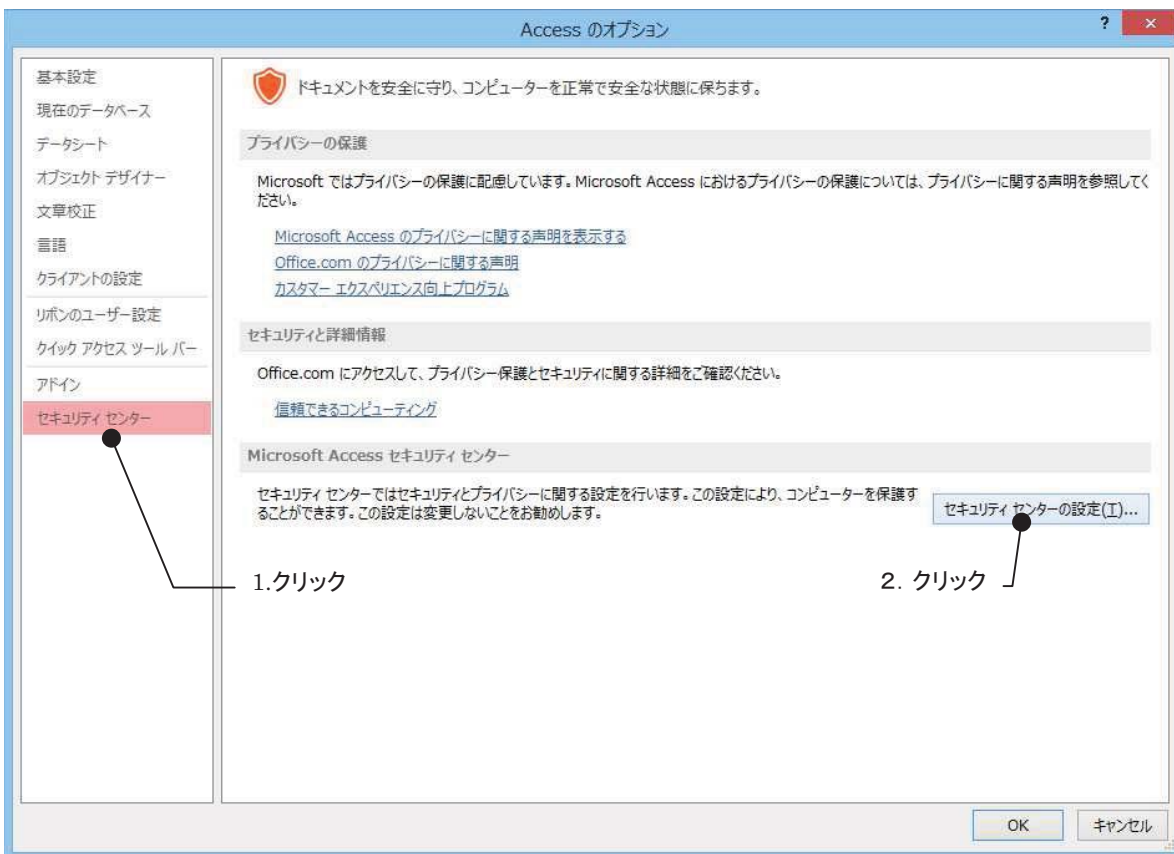 Access のオプション
?
×
基本設定
現在のデータベース
データシート
オブジェクト デザイナー
文章校正
言語
クライアントの設定
リボンのユーザー設定
クイック アクセス ツール バー
アドイン
セキュリティ センター
ドキュメントを安全に守り、コンピューターを正常で安全な状態に保ちます。
プライバシーの保護
Microsoft ではプライバシーの保護に配慮しています。Microsoft Access におけるプライバシーの保護については、プライバシーに関する声明を参照してく
ださい。
Microsoft Access のプライバシーに関する声明を表示する
Office.com のプライバシーに関する声明
カスタマー エクスペリエンス向上プログラム
セキュリティと詳細情報
Office.com にアクセスして、プライバシー保護とセキュリティに関する詳細をご確認ください。
信頼できるコンピューティング
Microsoft Access セキュリティ センター
セキュリティ センターではセキュリティとプライバシーに関する設定を行います。この設定により、コンピューターを保護す
ることができます。この設定は変更しないことをお勧めします。
セキュリティ センターの設定(T)...
1.クリック
2. クリック
OK
キャンセル